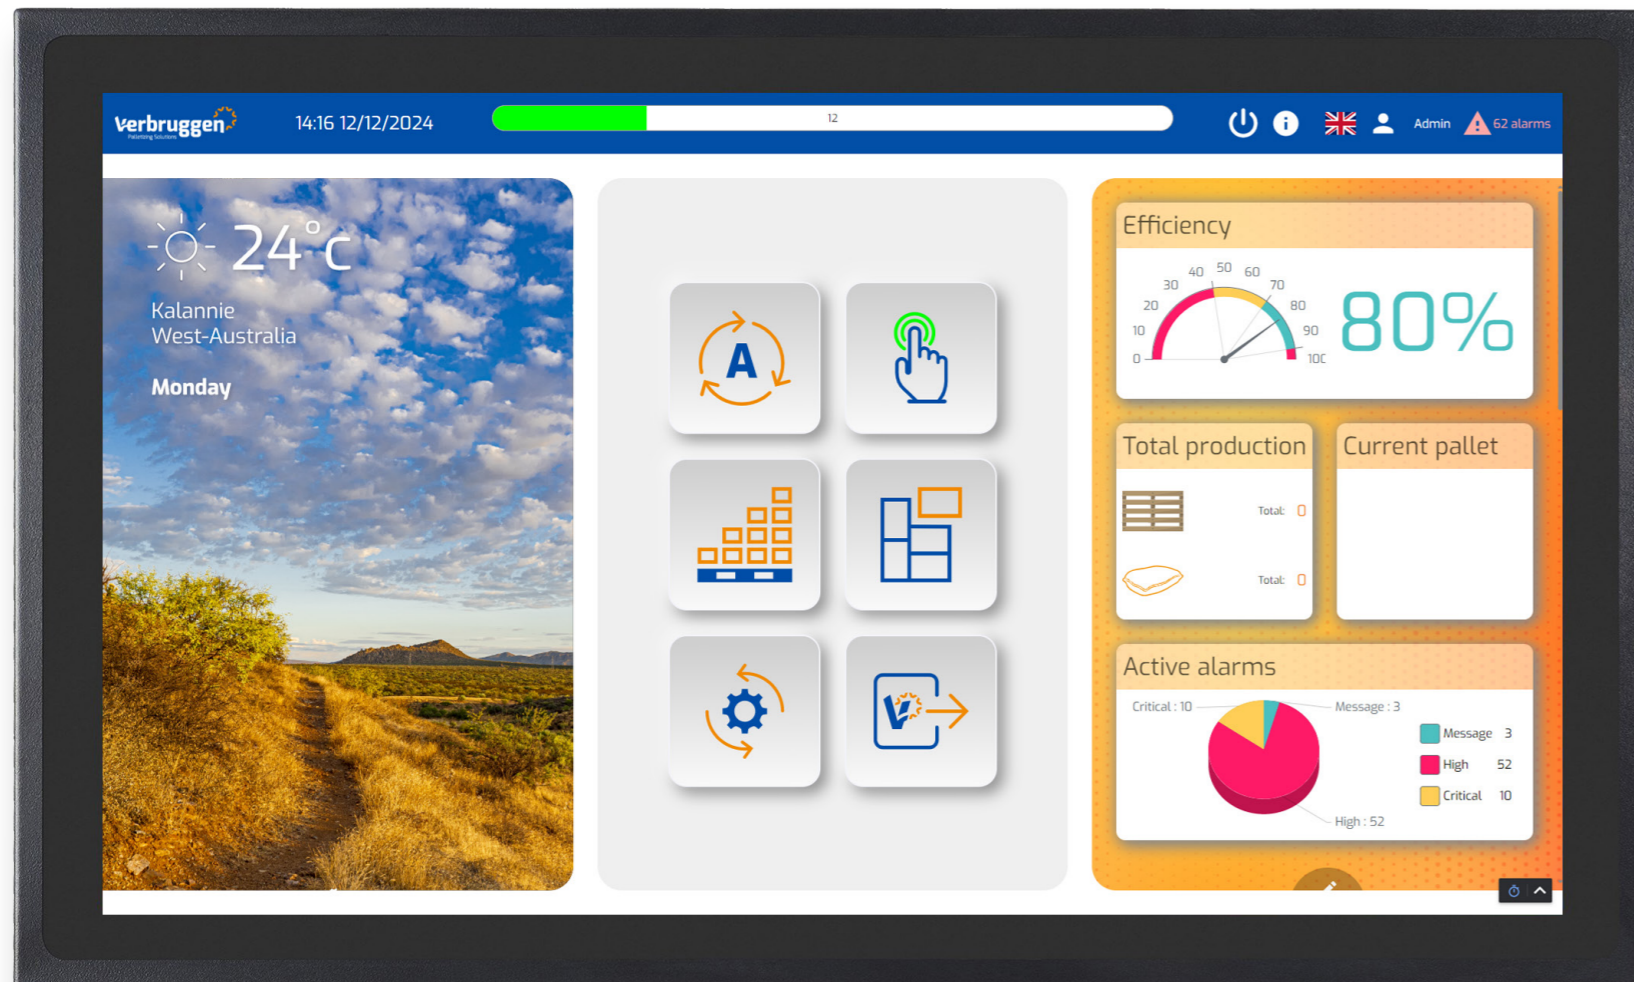 Verbruggen
Palletizing Solutions
14:16 12/12/2024
12
Admin
62 alarms
24°c
Kalannie
West-Australia
Monday
A
V
Efficiency
0
10
20
30
40
50
60
70
80
90
100
80%
Total production
Total: 0
Total: 0
Current pallet
Active alarms
Critical : 10
Message : 3
High : 52
Message 3
High 52
Critical 10